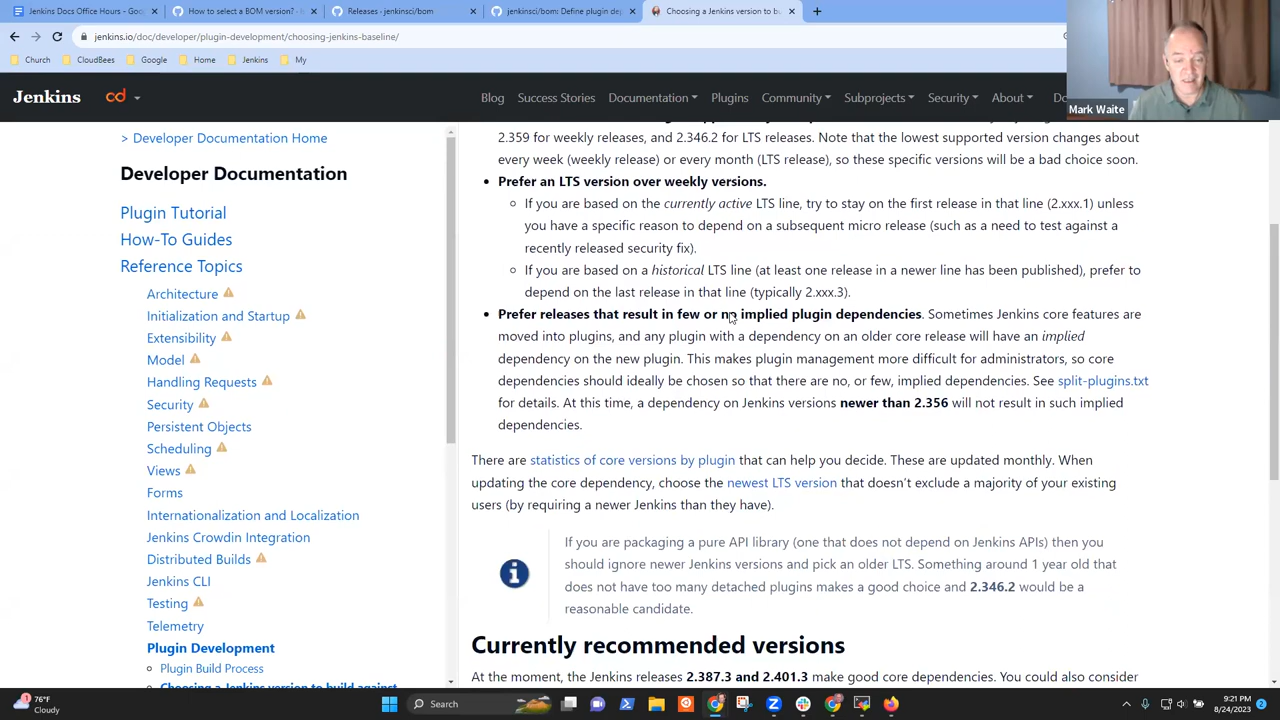 Jenkins Docs Office Hours - Goo
How to select a BOM version? - 
Releases · jenkinsci/bom
jenkinsci/bom: Define plugin dep
Choosing a Jenkins version to bu
jenkins.io/doc/developer/plugin-development/choosing-jenkins-baseline/
Church
CloudBees
Google
Home
Jenkins
My
Mark Waite
Jenkins
cd
Blog
Success Stories
Documentation
Plugins
Community
Subprojects
Security
About
> Developer Documentation Home
Developer Documentation
Plugin Tutorial
How-To Guides
Reference Topics
Architecture
Initialization and Startup
Extensibility
Model
Handling Requests
Security
Persistent Objects
Scheduling
Views
Forms
Internationalization and Localization
Jenkins Crowdin Integration
Distributed Builds
Jenkins CLI
Testing
Telemetry
Plugin Development
Plugin Build Process
Choosing a Jenkins version to build against
2.359 for weekly releases, and 2.346.2 for LTS releases. Note that the lowest supported version changes about
every week (weekly release) or every month (LTS release), so these specific versions will be a bad choice soon.
Prefer an LTS version over weekly versions.
If you are based on the currently active LTS line, try to stay on the first release in that line (2.xxx.1) unless
you have a specific reason to depend on a subsequent micro release (such as a need to test against a
recently released security fix).
If you are based on a historical LTS line (at least one release in a newer line has been published), prefer to
depend on the last release in that line (typically 2.xxx.3).
Prefer releases that result in few or no implied plugin dependencies. Sometimes Jenkins core features are
moved into plugins, and any plugin with a dependency on an older core release will have an implied
dependency on the new plugin. This makes plugin management more difficult for administrators, so core
dependencies should ideally be chosen so that there are no, or few, implied dependencies. See split-plugins.txt
for details. At this time, a dependency on Jenkins versions newer than 2.356 will not result in such implied
dependencies.
There are statistics of core versions by plugin that can help you decide. These are updated monthly. When
updating the core dependency, choose the newest LTS version that doesn't exclude a majority of your existing
users (by requiring a newer Jenkins than they have).
If you are packaging a pure API library (one that does not depend on Jenkins APIs) then you
should ignore newer Jenkins versions and pick an older LTS. Something around 1 year old that
does not have too many detached plugins makes a good choice and 2.346.2 would be a
reasonable candidate.
Currently recommended versions
At the moment, the Jenkins releases 2.387.3 and 2.401.3 make good core dependencies. You could also consider
76°F
Cloudy
Search
9:21 PM
8/24/2023